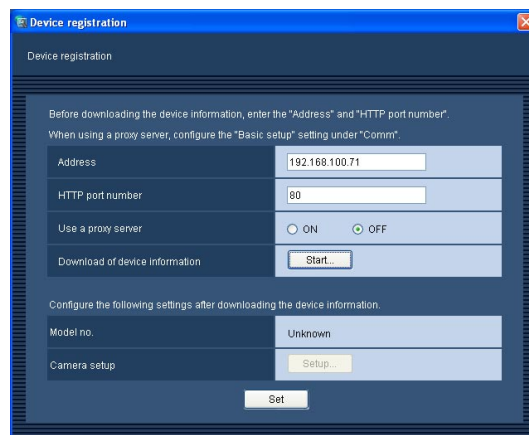 Device registration
Device registration
Before downloading the device information, enter the "Address" and "HTTP port number".
When using a proxy server, configure the "Basic setup" setting under "Comm".
Address 192.168.100.71
HTTP port number 80
Use a proxy server ON OFF
Download of device information Start...
Configure the following settings after downloading the device information.
Model no. Unknown
Camera setup Setup...
Set